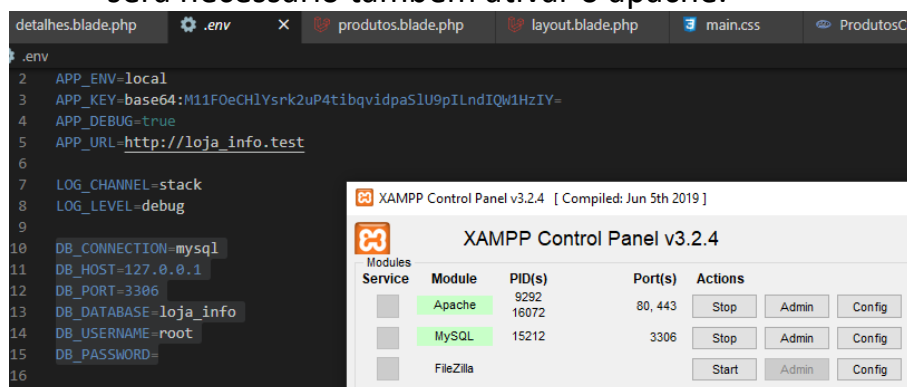 será necessário também ativar o apache.
detalhes.blade.php .env × produtos.blade.php layout.blade.php main.css ProdutosC
.env
2 APP_ENV=local
3 APP_KEY=base64:M11FOeCHlYsrk2uP4tibqvidpaSlU9pILndIQW1HzIY=
4 APP_DEBUG=true
5 APP_URL=http://loja_info.test
6
7 LOG_CHANNEL=stack
8 LOG_LEVEL=debug
9
10 DB_CONNECTION=mysql
11 DB_HOST=127.0.0.1
12 DB_PORT=3306
13 DB_DATABASE=loja_info
14 DB_USERNAME=root
15 DB_PASSWORD=
16
XAMPP Control Panel v3.2.4 [ Compiled: Jun 5th 2019 ]
XAMPP Control Panel v3.2.4
Modules
Service Module PID(s) Port(s) Actions
Apache 9292 16072 80, 443 Stop Admin Config
MySQL 15212 3306 Stop Admin Config
FileZilla Start Admin Config